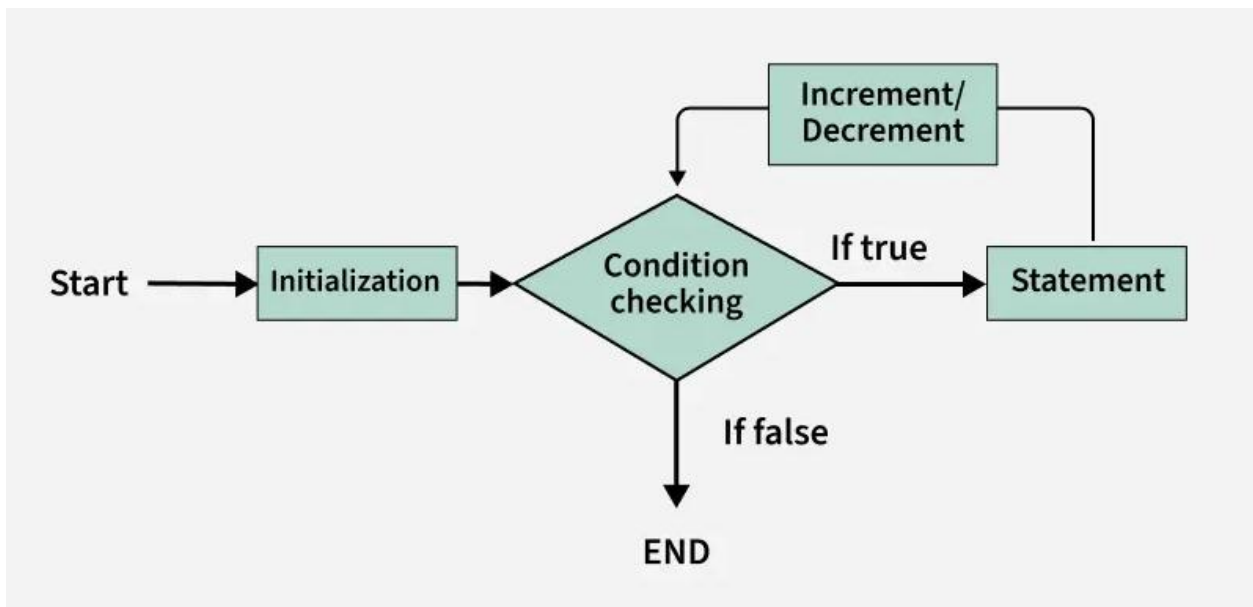 Increment/
Decrement
Start
Initialization
Condition
checking
If true
Statement
If false
END